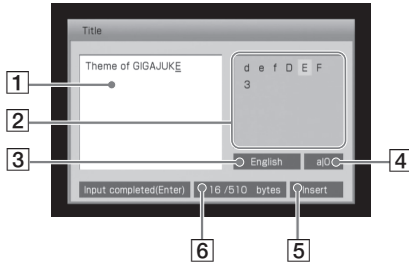 Title
Theme of GIGAJUKE
d e f D E F
3
1
2
3
English
a|0
4
Input completed(Enter)
16 /510 bytes
Insert
6
5